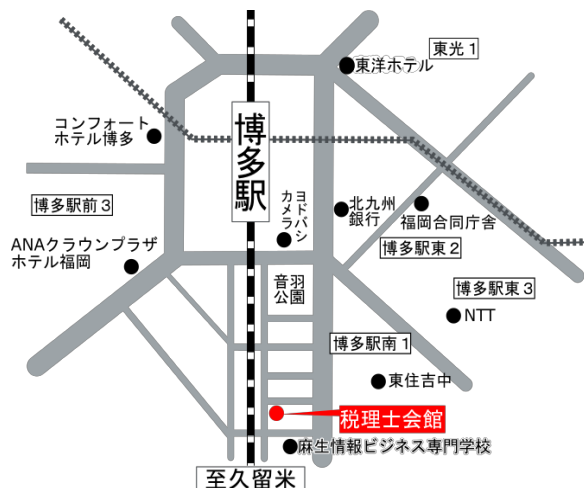 東光1
東洋ホテル
コンフォート
ホテル博多
博多駅
ヨドバシ
カメラ
北九州
銀行
福岡合同庁舎
博多駅前3
博多駅東2
ANAクラウンプラザ
ホテル福岡
音羽
公園
博多駅東3
NTT
博多駅南1
東住吉中
税理士会館
麻生情報ビジネス専門学校
至久留米